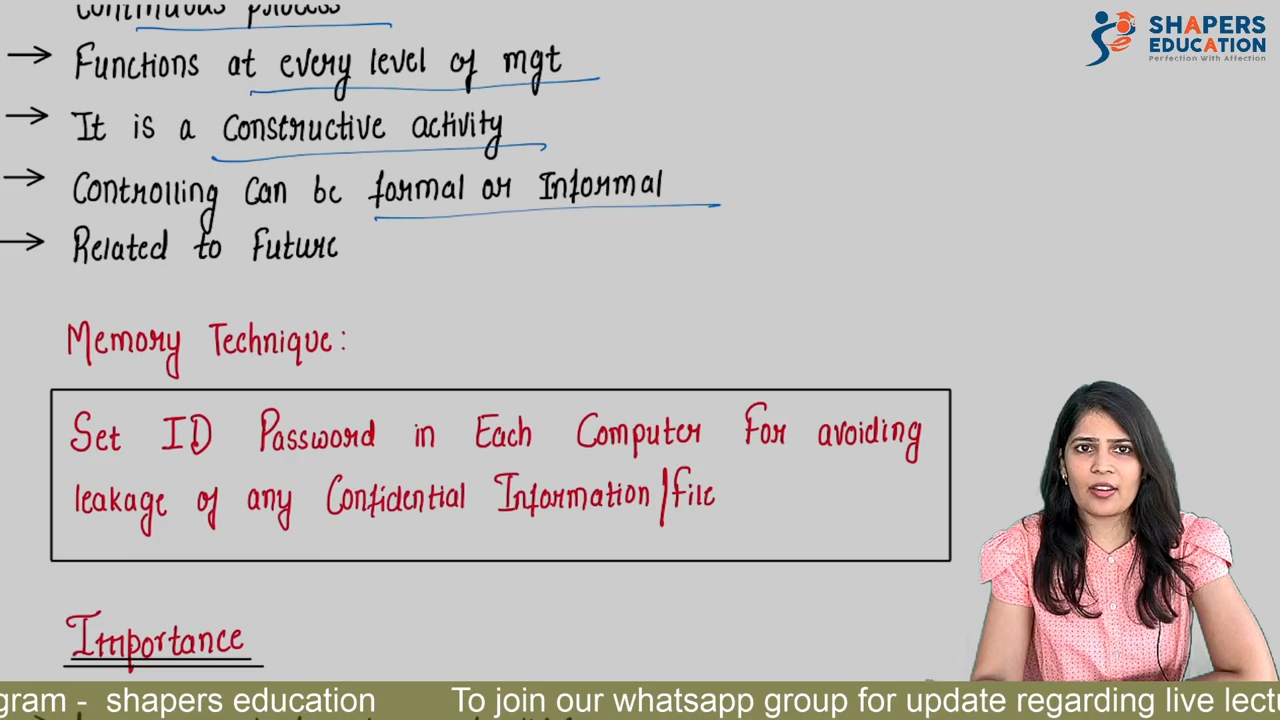 Continuous process
→ Functions at every level of mgt
→ It is a constructive activity
→ Controlling can be formal or Informal
→ Related to Future
Memory Technique:
Set ID Password in Each Computer For avoiding
leakage of any Confidential Information/File
Importance
SHAPERS
EDUCATION
Perfection With Affection
gram - shapers education To join our whatsapp group for update regarding live lectu